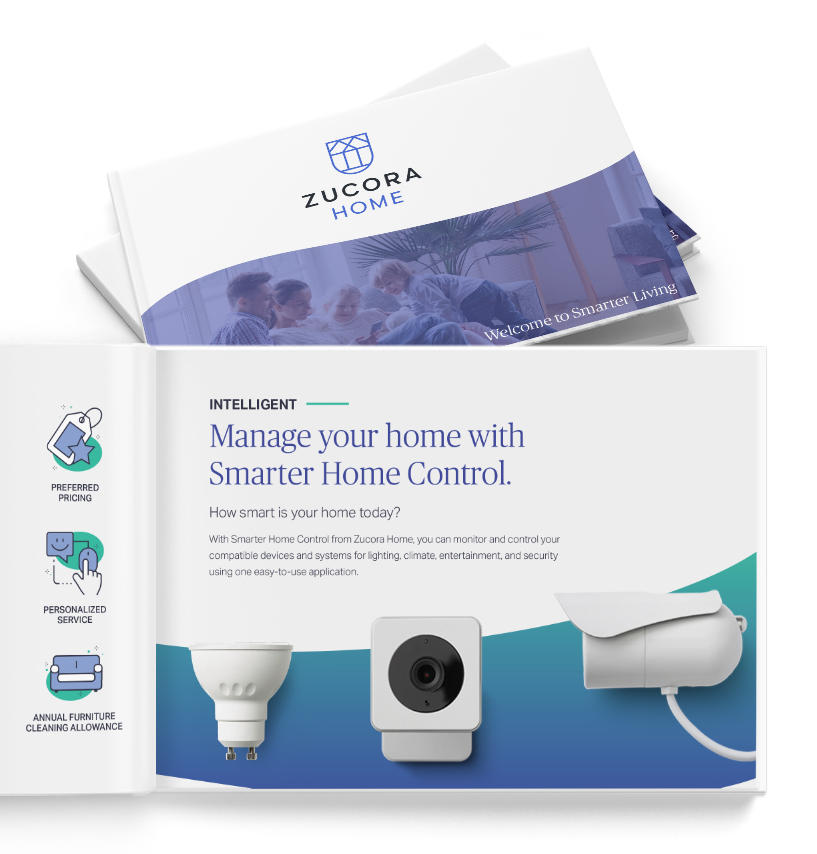 ZUCORA
HOME
Welcome to Smarter Living
PREFERRED
PRICING
PERSONALIZED
SERVICE
ANNUAL FURNITURE
CLEANING ALLOWANCE
INTELLIGENT
Manage your home with
Smarter Home Control.
How smart is your home today?
With Smarter Home Control from Zucora Home, you can monitor and control your
compatible devices and systems for lighting, climate, entertainment, and security
using one easy-to-use application.